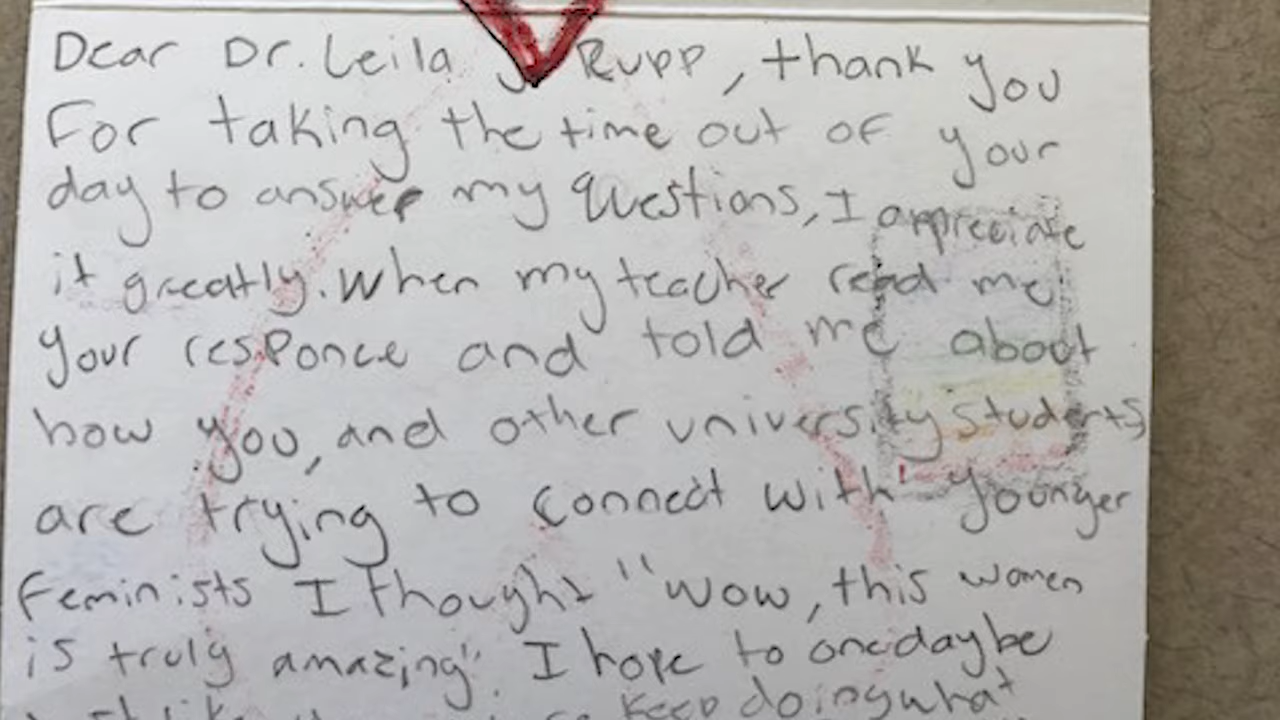 Dear Dr. Leila J. Rupp, thank you
For taking the time out of your
day to answer my questions, I appreciate
it greatly. When my teacher read me
your responce and told me about
how you, and other university students
are trying to connect with younger
Feminists I thought "wow, this women
is truly amazing". I hope to one day be
Keep doing what